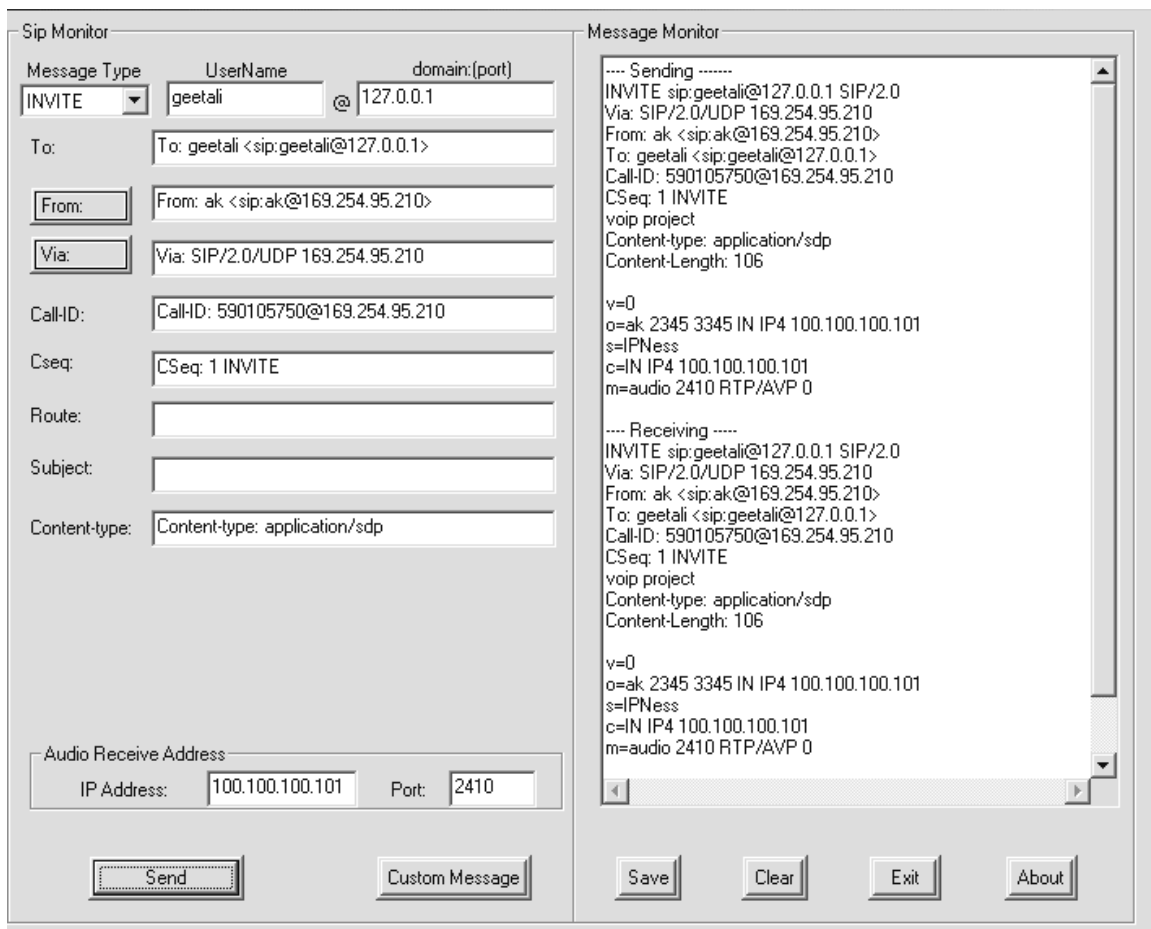 Sip Monitor
Message Type UserName domain:(port)
INVITE geetali @ 127.0.0.1
To: To: geetali <sip:geetali@127.0.0.1>
From: From: ak <sip:ak@169.254.95.210>
Via: Via: SIP/2.0/UDP 169.254.95.210
Call-ID: Call-ID: 590105750@169.254.95.210
Cseq: CSeq: 1 INVITE
Route:
Subject:
Content-type: Content-type: application/sdp
Audio Receive Address
IP Address: 100.100.100.101 Port: 2410
Send Custom Message
Message Monitor
---- Sending -------
INVITE sip:geetali@127.0.0.1 SIP/2.0
Via: SIP/2.0/UDP 169.254.95.210
From: ak <sip:ak@169.254.95.210>
To: geetali <sip:geetali@127.0.0.1>
Call-ID: 590105750@169.254.95.210
CSeq: 1 INVITE
voip project
Content-type: application/sdp
Content-Length: 106
v=0
o=ak 2345 3345 IN IP4 100.100.100.101
s=IPNess
c=IN IP4 100.100.100.101
m=audio 2410 RTP/AVP 0
---- Receiving -----
INVITE sip:geetali@127.0.0.1 SIP/2.0
Via: SIP/2.0/UDP 169.254.95.210
From: ak <sip:ak@169.254.95.210>
To: geetali <sip:geetali@127.0.0.1>
Call-ID: 590105750@169.254.95.210
CSeq: 1 INVITE
voip project
Content-type: application/sdp
Content-Length: 106
v=0
o=ak 2345 3345 IN IP4 100.100.100.101
s=IPNess
c=IN IP4 100.100.100.101
m=audio 2410 RTP/AVP 0
Save Clear Exit About